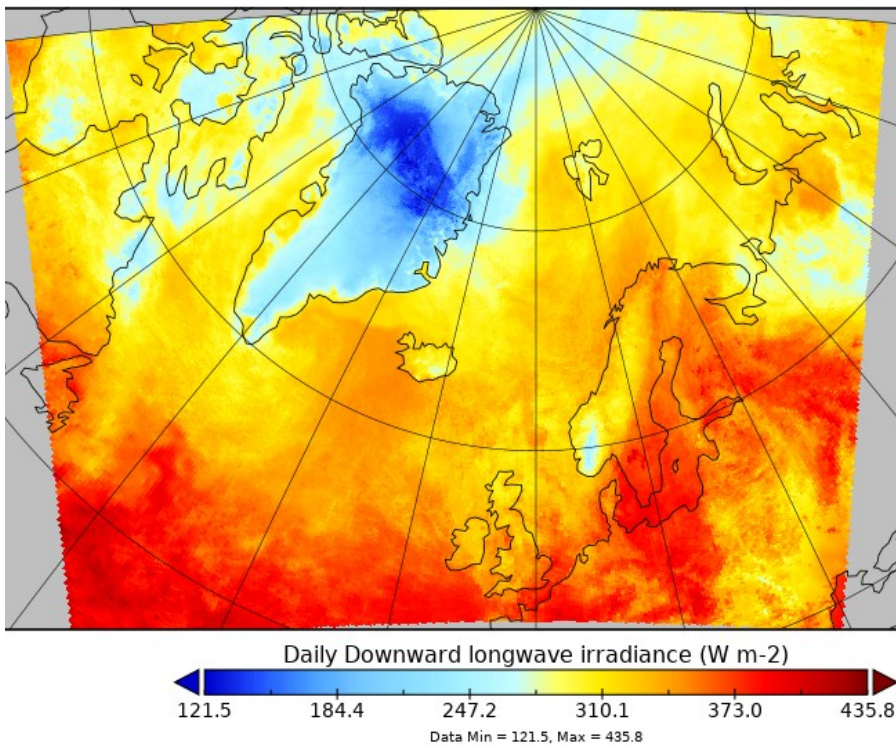 Daily Downward longwave irradiance (W m-2)
121.5 184.4 247.2 310.1 373.0 435.8
Data Min = 121.5, Max = 435.8